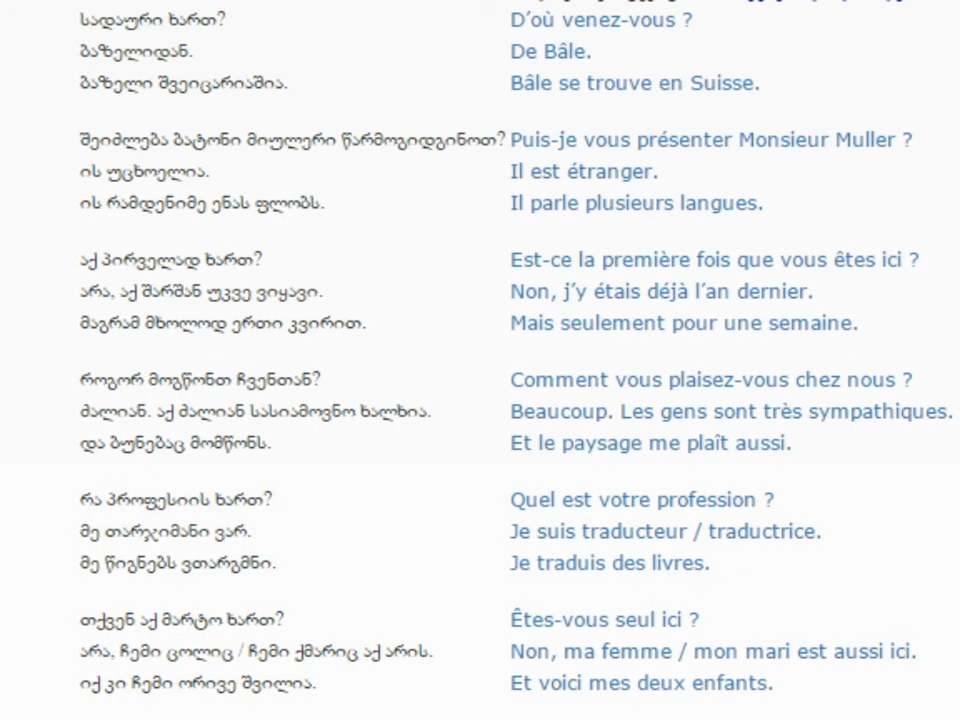 სადაური ხართ? D’où venez-vous ?
ბაზელიდან. De Bâle.
ბაზელი შვეიცარიაშია. Bâle se trouve en Suisse.
შეიძლება ბატონი მიულერი წარმოგიდგინოთ? Puis-je vous présenter Monsieur Muller ?
ის უცხოელია. Il est étranger.
ის რამდენიმე ენას ფლობს. Il parle plusieurs langues.
აქ პირველად ხართ? Est-ce la première fois que vous êtes ici ?
არა, აქ შარშან უკვე ვიყავი. Non, j’y étais déjà l’an dernier.
მაგრამ მხოლოდ ერთი კვირით. Mais seulement pour une semaine.
როგორ მოგწონთ ჩვენთან? Comment vous plaisez-vous chez nous ?
ძალიან. აქ ძალიან სასიამოვნო ხალხია. Beaucoup. Les gens sont très sympathiques.
და ბუნებაც მომწონს. Et le paysage me plaît aussi.
რა პროფესიის ხართ? Quel est votre profession ?
მე თარჯიმანი ვარ. Je suis traducteur / traductrice.
მე წიგნებს ვთარგმნი. Je traduis des livres.
თქვენ აქ მარტო ხართ? Êtes-vous seul ici ?
არა, ჩემი ცოლიც / ჩემი ქმარიც აქ არის. Non, ma femme / mon mari est aussi ici.
იქ კი ჩემი ორივე შვილია. Et voici mes deux enfants.